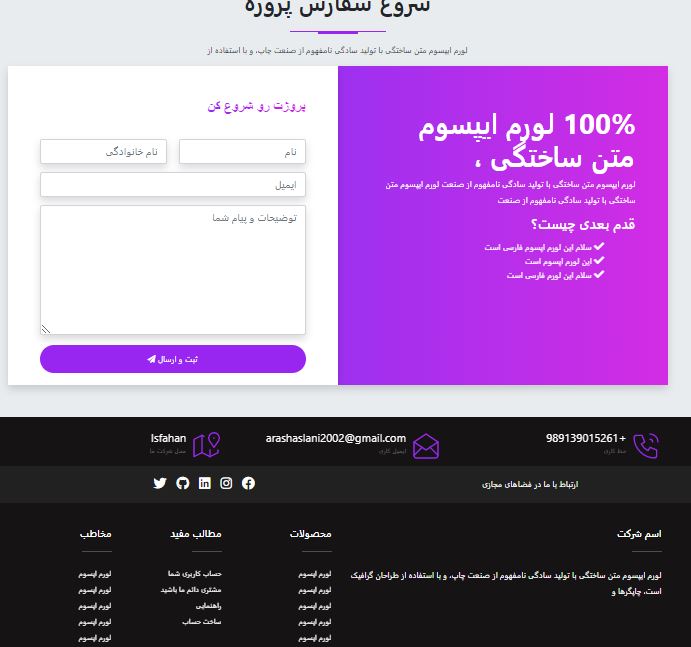 شروع سفارش پروژه
لورم ایپسوم متن ساختگی با تولید سادگی نامفهوم از صنعت چاپ، و با استفاده از
100% لورم ایپسوم
متن ساختگی ،
لورم ایپسوم متن ساختگی با تولید سادگی نامفهوم از صنعت لورم ایپسوم متن
ساختگی با تولید سادگی نامفهوم از صنعت
قدم بعدی چیست؟
سلام این لورم ایپسوم فارسی است
این لورم ایپسوم است
سلام این لورم فارسی است
پروژت رو شروع کن
نام
نام خانوادگی
ایمیل
توضیحات و پیام شما
ثبت و ارسال
989139015261+
خط کاری
arashaslani2002@gmail.com
ایمیل کاری
Isfahan
محل شرکت ما
ارتباط با ما در فضاهای مجازی
اسم شرکت
لورم ایپسوم متن ساختگی با تولید سادگی نامفهوم از صنعت چاپ، و با استفاده از طراحان گرافیک
است، چاپگرها و
محصولات
لورم ایپسوم
لورم ایپسوم
لورم ایپسوم
لورم ایپسوم
لورم ایپسوم
مطالب مفید
حساب کاربری شما
مشتری دائم ما باشید
راهنمایی
ساخت حساب
مخاطب
لورم ایپسوم
لورم ایپسوم
لورم ایپسوم
لورم ایپسوم
لورم ایپسوم